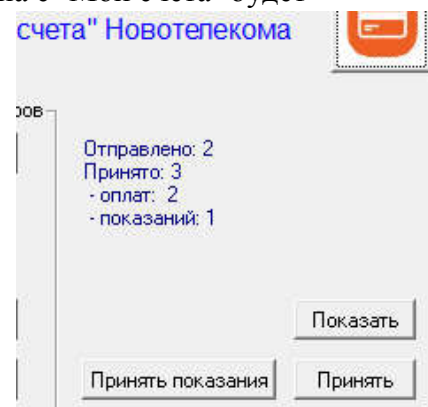 счета" Новотелекома
ров
Отправлено: 2
Принято: 3
- оплат: 2
- показаний: 1
Показать
Принять показания
Принять